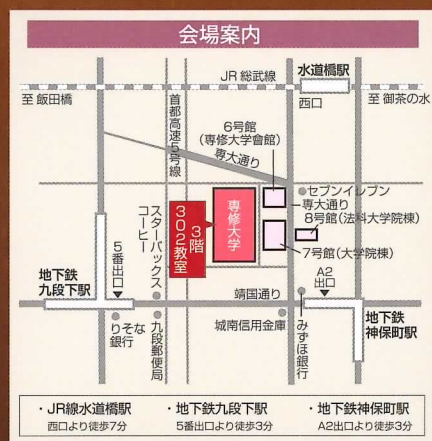 会場案内
JR 総武線
水道橋駅
西口
至 飯田橋
至 御茶の水
首都高速5号線
6号館
(専修大学會館)
専大通り
セブンイレブン
専大通り
8号館(法科大学院棟)
専修大学
3階
302教室
7号館(大学院棟)
スターバックス
コーヒー
5番出口
地下鉄
九段下駅
靖国通り
A2
出口
地下鉄
神保町駅
りそな
銀行
九段郵便局
城南信用金庫
みずほ銀行
・JR線水道橋駅
西口より徒歩7分
・地下鉄九段下駅
5番出口より徒歩3分
・地下鉄神保町駅
A2出口より徒歩3分